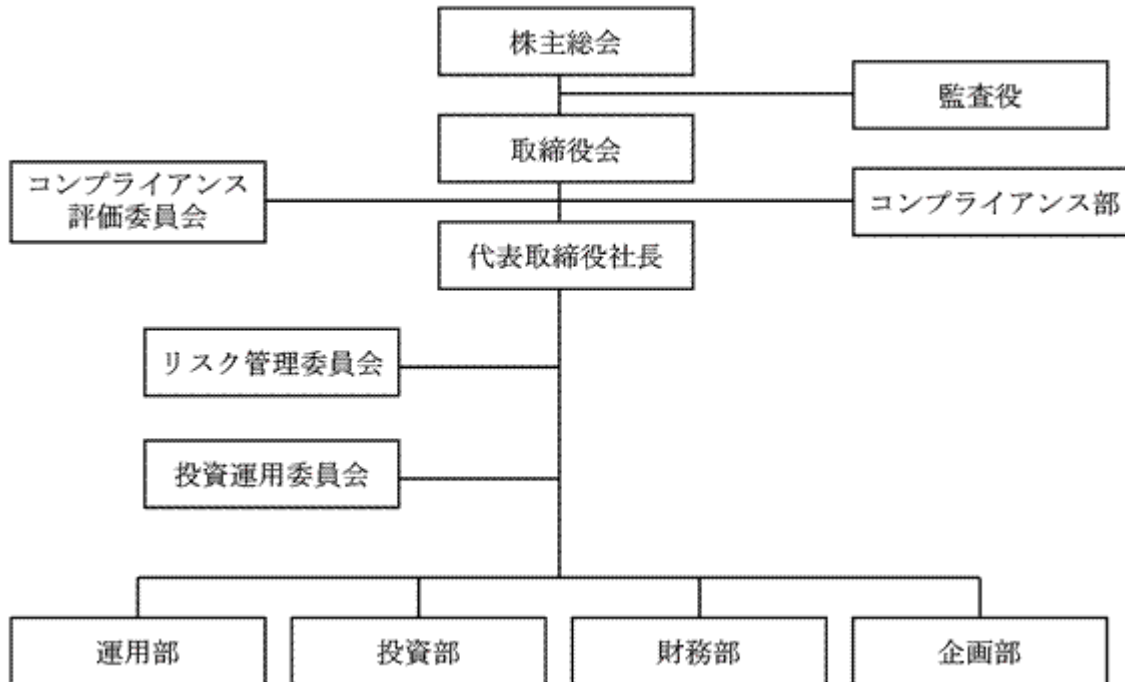 株主総会
監査役
取締役会
コンプライアンス
評価委員会
コンプライアンス部
代表取締役社長
リスク管理委員会
投資運用委員会
運用部
投資部
財務部
企画部